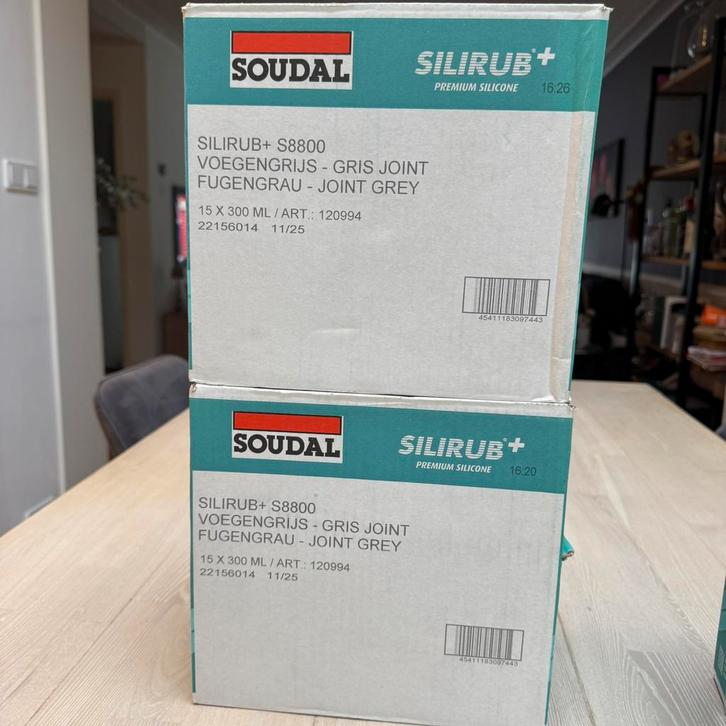 SOUDAL
SILIRUB+
PREMIUM SILICONE
16:26
SILIRUB+ S8800
VOEGENGRIJS - GRIS JOINT
FUGENGRAU - JOINT GREY
15 X 300 ML / ART.: 120994
22156014 11/25
45411183097443
SOUDAL
SILIRUB+
PREMIUM SILICONE
16:20
SILIRUB+ S8800
VOEGENGRIJS - GRIS JOINT
FUGENGRAU - JOINT GREY
15 X 300 ML / ART.: 120994
22156014 11/25
45411183097443